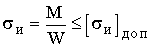 σи = M/W ≤ [σи]доп